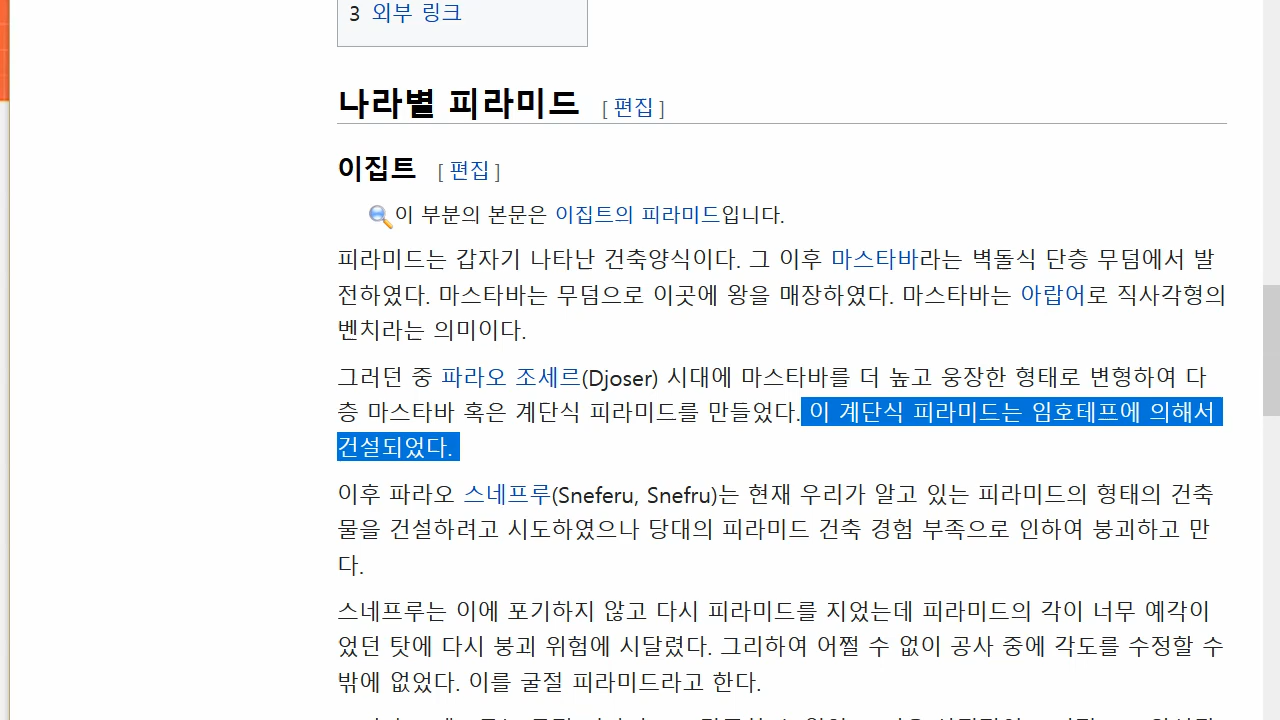 3 외부 링크
나라별 피라미드 [ 편집 ]
이집트 [ 편집 ]
이 부분의 본문은 이집트의 피라미드입니다.
피라미드는 갑자기 나타난 건축양식이다. 그 이후 마스타바라는 벽돌식 단층 무덤에서 발
전하였다. 마스타바는 무덤으로 이곳에 왕을 매장하였다. 마스타바는 아랍어로 직사각형의
벤치라는 의미이다.
그러던 중 파라오 조세르(Djoser) 시대에 마스타바를 더 높고 웅장한 형태로 변형하여 다
층 마스타바 혹은 계단식 피라미드를 만들었다. 이 계단식 피라미드는 임호테프에 의해서
건설되었다.
이후 파라오 스네프루(Sneferu, Snefru)는 현재 우리가 알고 있는 피라미드의 형태의 건축
물을 건설하려고 시도하였으나 당대의 피라미드 건축 경험 부족으로 인하여 붕괴하고 만
다.
스네프루는 이에 포기하지 않고 다시 피라미드를 지었는데 피라미드의 각이 너무 예각이
었던 탓에 다시 붕괴 위험에 시달렸다. 그리하여 어쩔 수 없이 공사 중에 각도를 수정할 수
밖에 없었다. 이를 굴절 피라미드라고 한다.